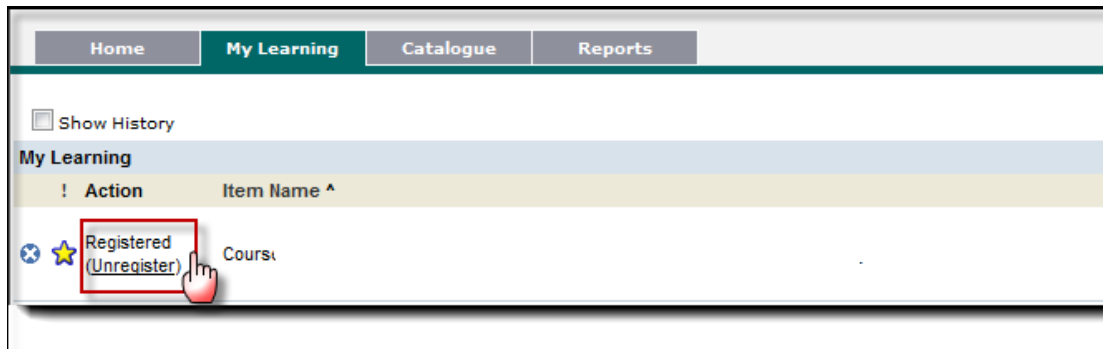 Home My Learning Catalogue Reports
Show History
My Learning
! Action Item Name ^
Registered
(Unregister)